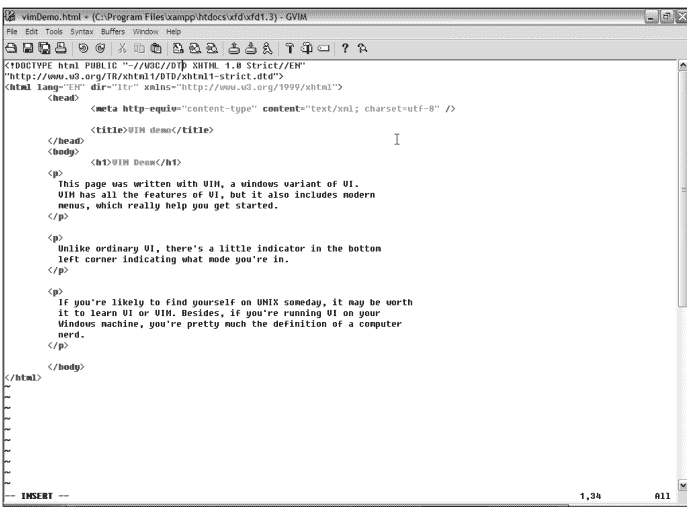 vimDemo.html + (C:\Program Files\xampp\htdocs\xfd\xfd1.3) - GVIM
File Edit Tools Syntax Buffers Window Help
<!DOCTYPE html PUBLIC "-//W3C//DTD XHTML 1.0 Strict//EN"
"http://www.w3.org/TR/xhtml1/DTD/xhtml1-strict.dtd">
<html lang="EN" dir="ltr" xmlns="http://www.w3.org/1999/xhtml">
<head>
<meta http-equiv="content-type" content="text/xml; charset=utf-8" />
<title>VIM demo</title>
</head>
<body>
<h1>VIM Deom</h1>
<p>
This page was written with VIM, a windows variant of VI.
VIM has all the features of VI, but it also includes modern
menus, which really help you get started.
</p>
<p>
Unlike ordinary VI, there's a little indicator in the bottom
left corner indicating what mode you're in.
</p>
<p>
If you're likely to find yourself on UNIX someday, it may be worth
it to learn VI or VIM. Besides, if you're running VI on your
Windows machine, you're pretty much the definition of a computer
nerd.
</p>
</body>
</html>
~
~
~
~
~
~
~
~
~
-- INSERT -- 1,34 All